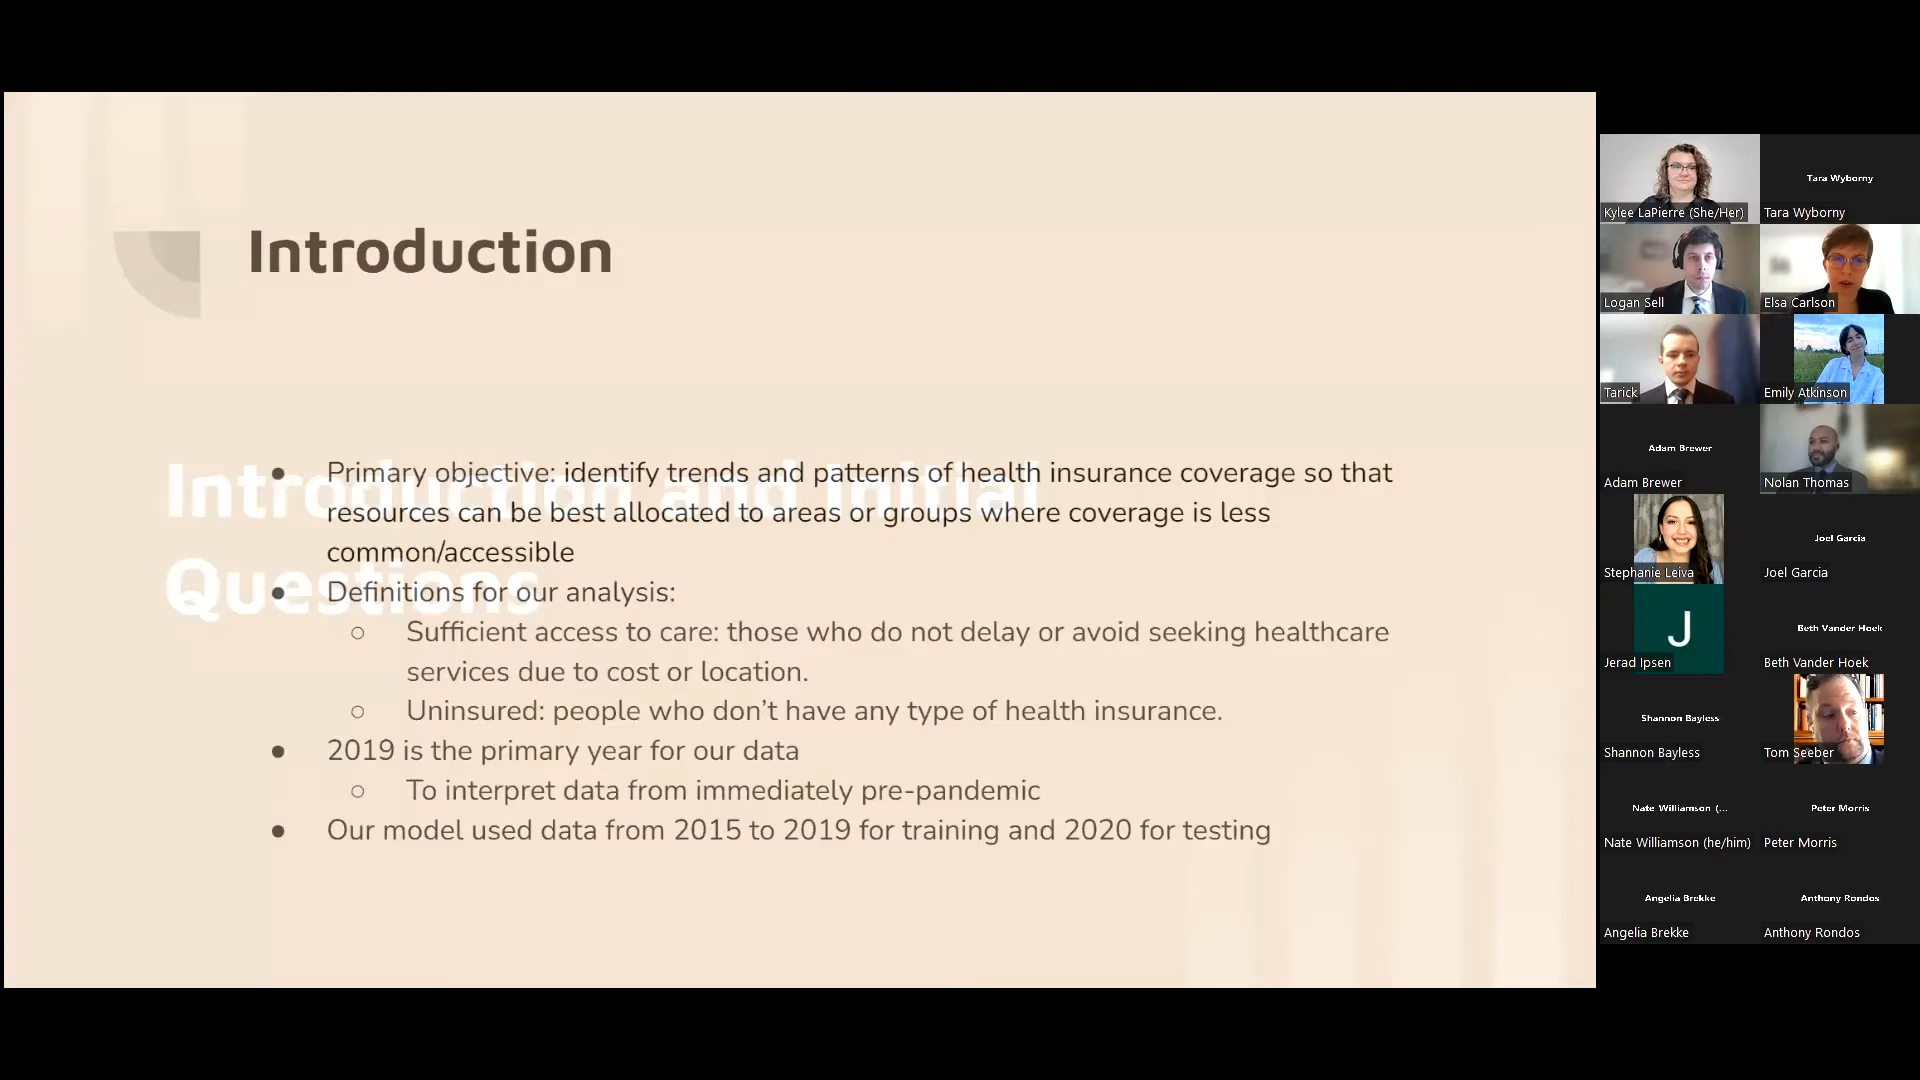 Introduction
Introduction and Initial
Questions
● Primary objective: identify trends and patterns of health insurance coverage so that
resources can be best allocated to areas or groups where coverage is less
common/accessible
● Definitions for our analysis:
○ Sufficient access to care: those who do not delay or avoid seeking healthcare
services due to cost or location.
○ Uninsured: people who don’t have any type of health insurance.
● 2019 is the primary year for our data
○ To interpret data from immediately pre-pandemic
● Our model used data from 2015 to 2019 for training and 2020 for testing
Kylee LaPierre (She/Her)
Tara Wyborny
Tara Wyborny
Logan Sell
Elsa Carlson
Tarick
Emily Atkinson
Adam Brewer
Adam Brewer
Nolan Thomas
Stephanie Leiva
Joel Garcia
Joel Garcia
J
Jerad Ipsen
Beth Vander Hoek
Beth Vander Hoek
Shannon Bayless
Shannon Bayless
Tom Seeber
Nate Williamson (...
Nate Williamson (he/him)
Peter Morris
Peter Morris
Angelia Brekke
Angelia Brekke
Anthony Rondos
Anthony Rondos